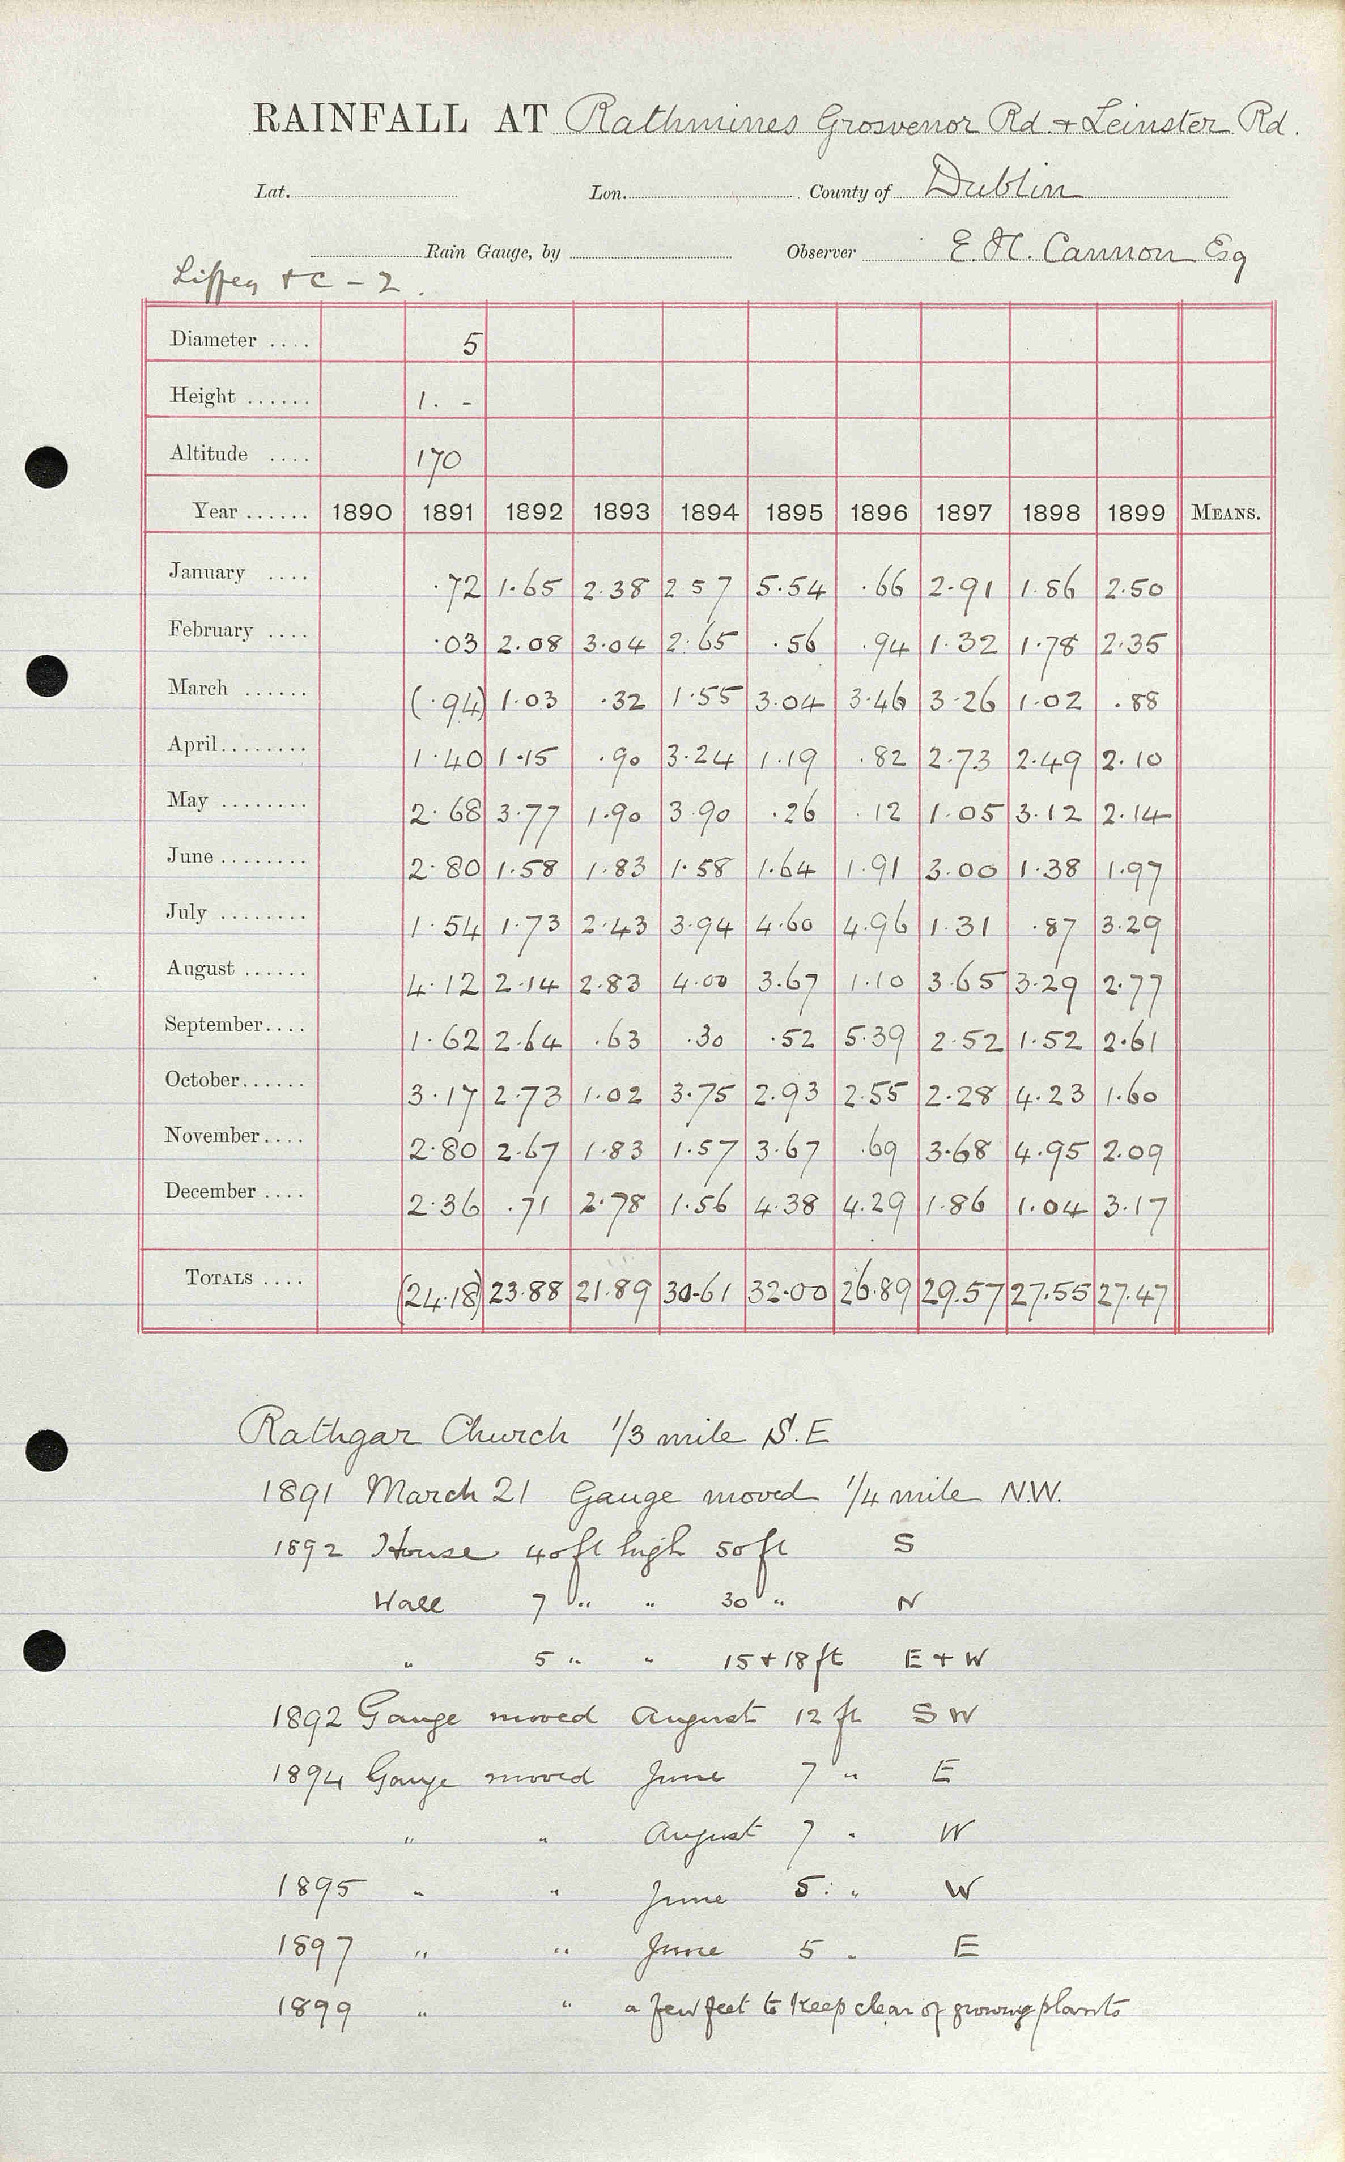 RAINFALL AT Rathmines Grosvenor Rd + Leinster Rd.
Lat. Lon. County of Dublin
Rain Gauge, by Observer E. H. Cannon Esq
Liffey + C - 2.
Diameter .... 5
Height ...... 1. -
Altitude .... 170
Year ...... 1890 1891 1892 1893 1894 1895 1896 1897 1898 1899 MEANS.
January .... .72 1.65 2.38 2 57 5.54 .66 2.91 1.86 2.50
February .... .03 2.08 3.04 2.65 .56 .94 1.32 1.78 2.35
March ...... (.94) 1.03 .32 1.55 3.04 3.46 3.26 1.02 .88
April........ 1.40 1.15 .90 3.24 1.19 .82 2.73 2.49 2.10
May ........ 2.68 3.77 1.90 3.90 .26 .12 1.05 3.12 2.14
June ........ 2.80 1.58 1.83 1.58 1.64 1.91 3.00 1.38 1.97
July ........ 1.54 1.73 2.43 3.94 4.60 4.96 1.31 .87 3.29
August ...... 4.12 2.14 2.83 4.00 3.67 1.10 3.65 3.29 2.77
September.... 1.62 2.64 .63 .30 .52 5.39 2.52 1.52 2.61
October...... 3.17 2.73 1.02 3.75 2.93 2.55 2.28 4.23 1.60
November.... 2.80 2.67 1.83 1.57 3.67 .69 3.68 4.95 2.09
December .... 2.36 .71 2.78 1.56 4.38 4.29 1.86 1.04 3.17
TOTALS .... (24.18) 23.88 21.89 30.61 32.00 26.89 29.57 27.55 27.47
Rathgar Church 1/3 mile S.E
1891 March 21 Gauge moved 1/4 mile N.W.
1892 House 40 ft high 50 ft S
Wall 7 " " 30 " N
" 5 " " 15 + 18 ft E + W
1892 Gauge moved August 12 ft S W
1894 Gauge moved June 7 " E
" " August 7 " W
1895 " " June 5 " W
1897 " " June 5 " E
1899 " " a few feet to keep clear of growing plants